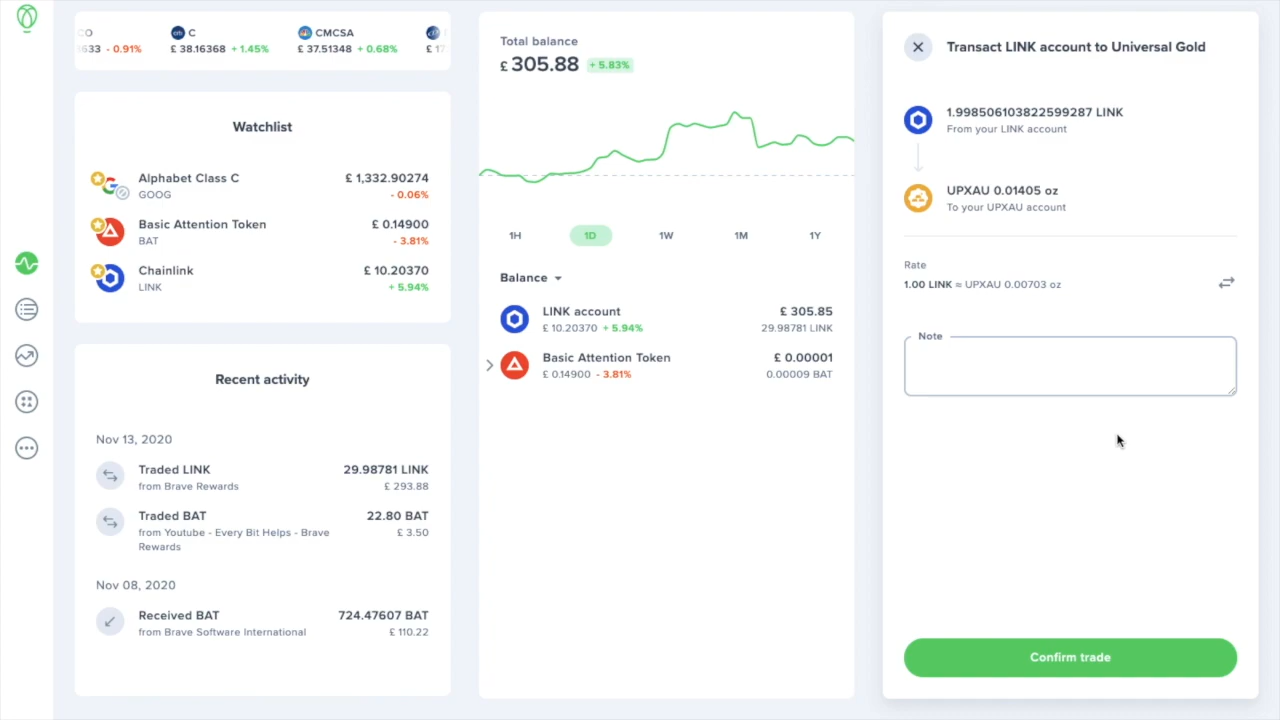 CO
633 - 0.91%
C
£ 38.16368 + 1.45%
CMCSA
£ 37.51348 + 0.68%
£ 17
Watchlist
Alphabet Class C
£ 1,332.90274
GOOG
- 0.06%
Basic Attention Token
£ 0.14900
BAT
- 3.81%
Chainlink
£ 10.20370
LINK
+ 5.94%
Recent activity
Nov 13, 2020
Traded LINK
29.98781 LINK
from Brave Rewards
£ 293.88
Traded BAT
22.80 BAT
from Youtube - Every Bit Helps - Brave
£ 3.50
Rewards
Nov 08, 2020
Received BAT
724.47607 BAT
from Brave Software International
£ 110.22
Total balance
£ 305.88 + 5.83%
1H
1D
1W
1M
1Y
Balance
LINK account
£ 305.85
£ 10.20370 + 5.94%
29.98781 LINK
Basic Attention Token
£ 0.00001
£ 0.14900 - 3.81%
0.00009 BAT
Transact LINK account to Universal Gold
1.998506103822599287 LINK
From your LINK account
UPXAU 0.01405 oz
To your UPXAU account
Rate
1.00 LINK ≈ UPXAU 0.00703 oz
Note
Confirm trade